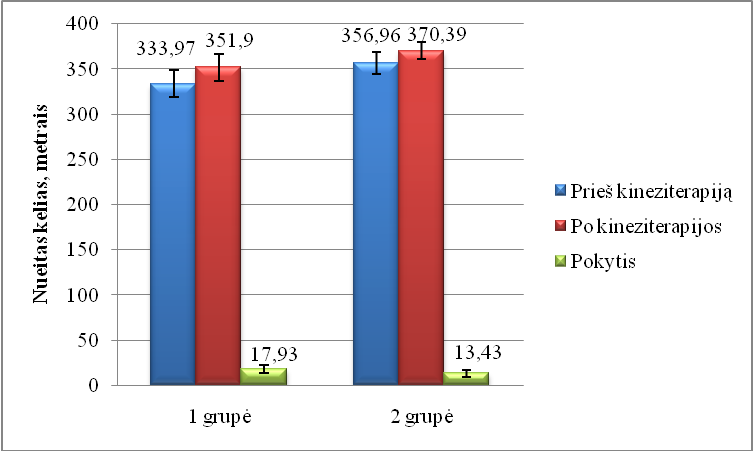 Nueitas kelias, metrais
400
350
300
250
200
150
100
50
0
333,97 351,9 356,96 370,39
17,93 13,43
1 grupė 2 grupė
Prieš kineziterapiją
Po kineziterapijos
Pokytis